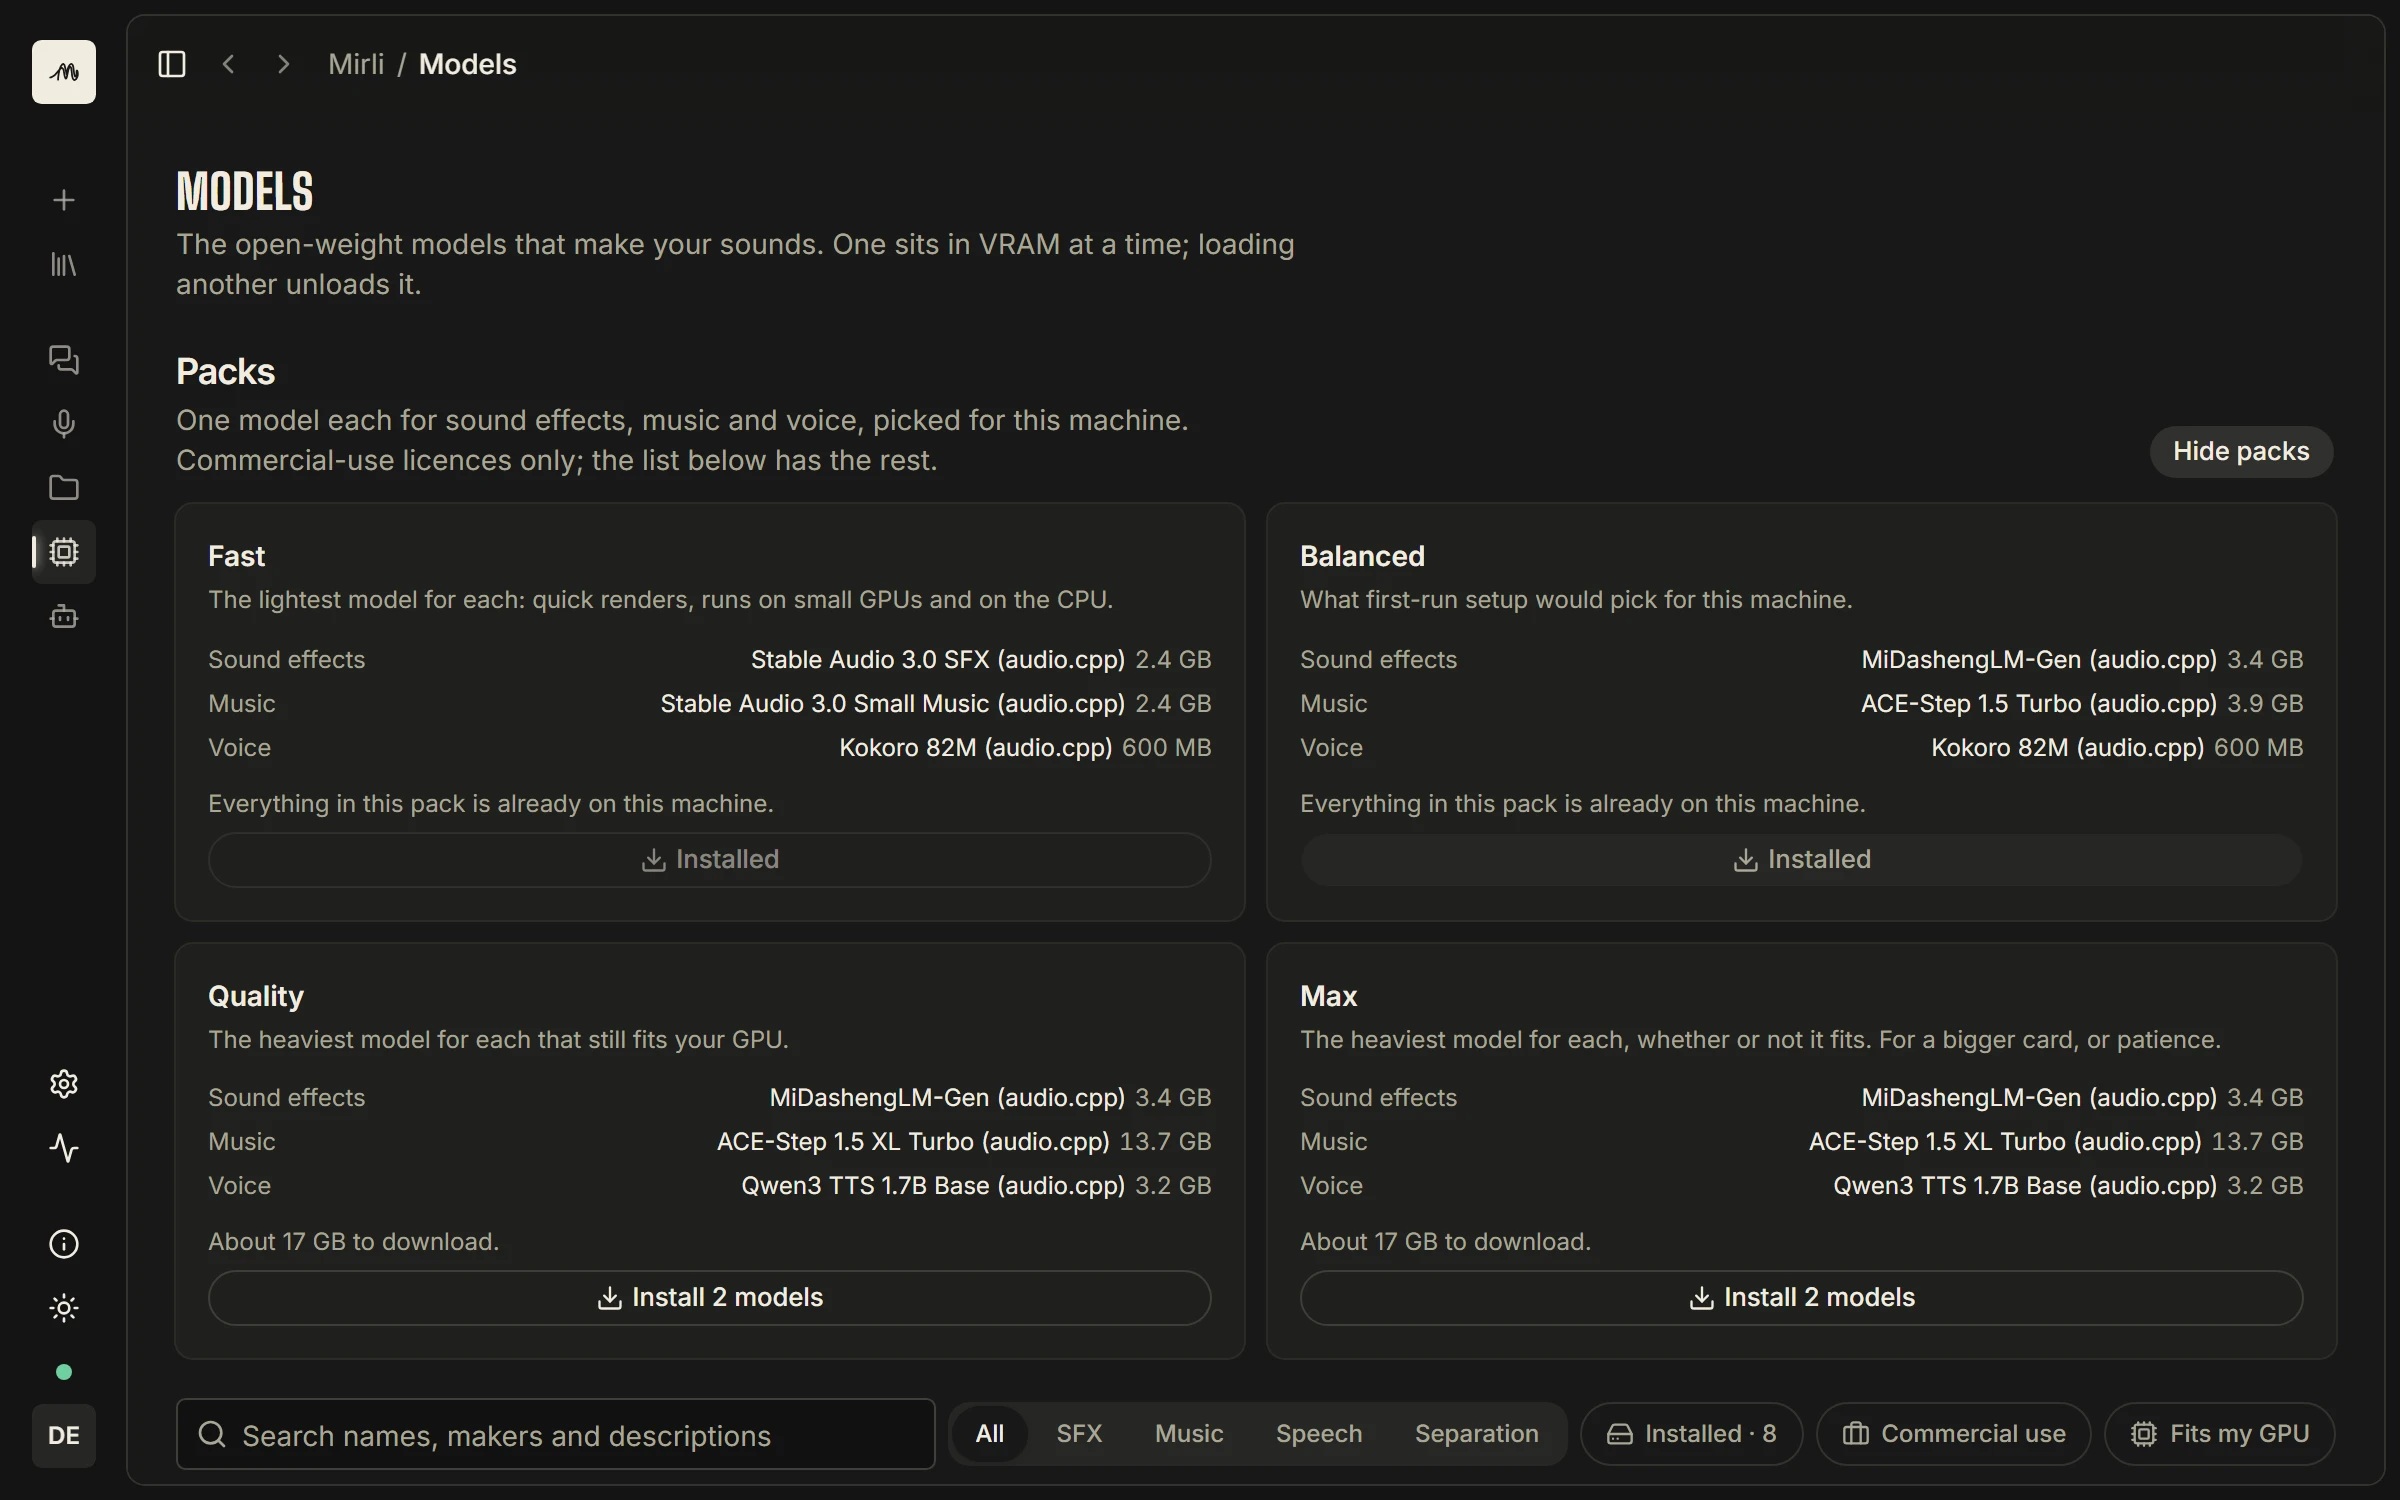 Mirli / Models
MODELS
The open-weight models that make your sounds. One sits in VRAM at a time; loading
another unloads it.
Packs
One model each for sound effects, music and voice, picked for this machine.
Commercial-use licences only; the list below has the rest.
Hide packs
Fast
The lightest model for each: quick renders, runs on small GPUs and on the CPU.
Sound effects Stable Audio 3.0 SFX (audio.cpp) 2.4 GB
Music Stable Audio 3.0 Small Music (audio.cpp) 2.4 GB
Voice Kokoro 82M (audio.cpp) 600 MB
Everything in this pack is already on this machine.
Installed
Balanced
What first-run setup would pick for this machine.
Sound effects MiDashengLM-Gen (audio.cpp) 3.4 GB
Music ACE-Step 1.5 Turbo (audio.cpp) 3.9 GB
Voice Kokoro 82M (audio.cpp) 600 MB
Everything in this pack is already on this machine.
Installed
Quality
The heaviest model for each that still fits your GPU.
Sound effects MiDashengLM-Gen (audio.cpp) 3.4 GB
Music ACE-Step 1.5 XL Turbo (audio.cpp) 13.7 GB
Voice Qwen3 TTS 1.7B Base (audio.cpp) 3.2 GB
About 17 GB to download.
Install 2 models
Max
The heaviest model for each, whether or not it fits. For a bigger card, or patience.
Sound effects MiDashengLM-Gen (audio.cpp) 3.4 GB
Music ACE-Step 1.5 XL Turbo (audio.cpp) 13.7 GB
Voice Qwen3 TTS 1.7B Base (audio.cpp) 3.2 GB
About 17 GB to download.
Install 2 models
DE
Search names, makers and descriptions
All SFX Music Speech Separation
Installed · 8
Commercial use
Fits my GPU